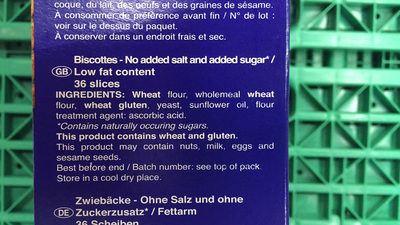 coque, du lait, des oeufs et des graines de sésame.
À consommer de préférence avant fin / N° de lot :
voir sur le dessus du paquet.
À conserver dans un endroit frais et sec.
Biscottes - No added salt and added sugar*/
GB Low fat content
36 slices
INGREDIENTS: Wheat flour, wholemeal wheat
flour, wheat gluten, yeast, sunflower oil, flour
treatment agent: ascorbic acid.
*Contains naturally occuring sugars.
This product contains wheat and gluten.
This product may contain nuts, milk, eggs and
sesame seeds.
Best before end / Batch number: see top of pack.
Store in a cool dry place.
Zwiebäcke - Ohne Salz und ohne
DE Zuckerzusatz* / Fettarm
36 Scheiben